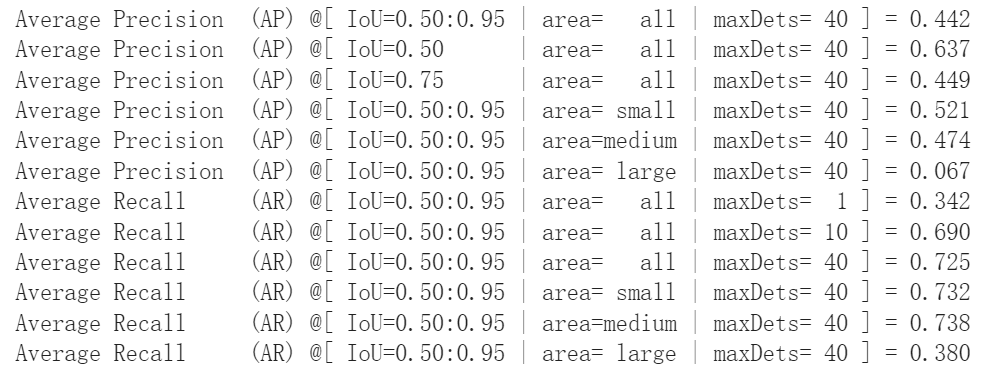 Average Precision  (AP) @[ IoU=0.50:0.95 | area=   all | maxDets= 40 ] = 0.442
Average Precision  (AP) @[ IoU=0.50      | area=   all | maxDets= 40 ] = 0.637
Average Precision  (AP) @[ IoU=0.75      | area=   all | maxDets= 40 ] = 0.449
Average Precision  (AP) @[ IoU=0.50:0.95 | area= small | maxDets= 40 ] = 0.521
Average Precision  (AP) @[ IoU=0.50:0.95 | area=medium | maxDets= 40 ] = 0.474
Average Precision  (AP) @[ IoU=0.50:0.95 | area= large | maxDets= 40 ] = 0.067
Average Recall     (AR) @[ IoU=0.50:0.95 | area=   all | maxDets=  1 ] = 0.342
Average Recall     (AR) @[ IoU=0.50:0.95 | area=   all | maxDets= 10 ] = 0.690
Average Recall     (AR) @[ IoU=0.50:0.95 | area=   all | maxDets= 40 ] = 0.725
Average Recall     (AR) @[ IoU=0.50:0.95 | area= small | maxDets= 40 ] = 0.732
Average Recall     (AR) @[ IoU=0.50:0.95 | area=medium | maxDets= 40 ] = 0.738
Average Recall     (AR) @[ IoU=0.50:0.95 | area= large | maxDets= 40 ] = 0.380